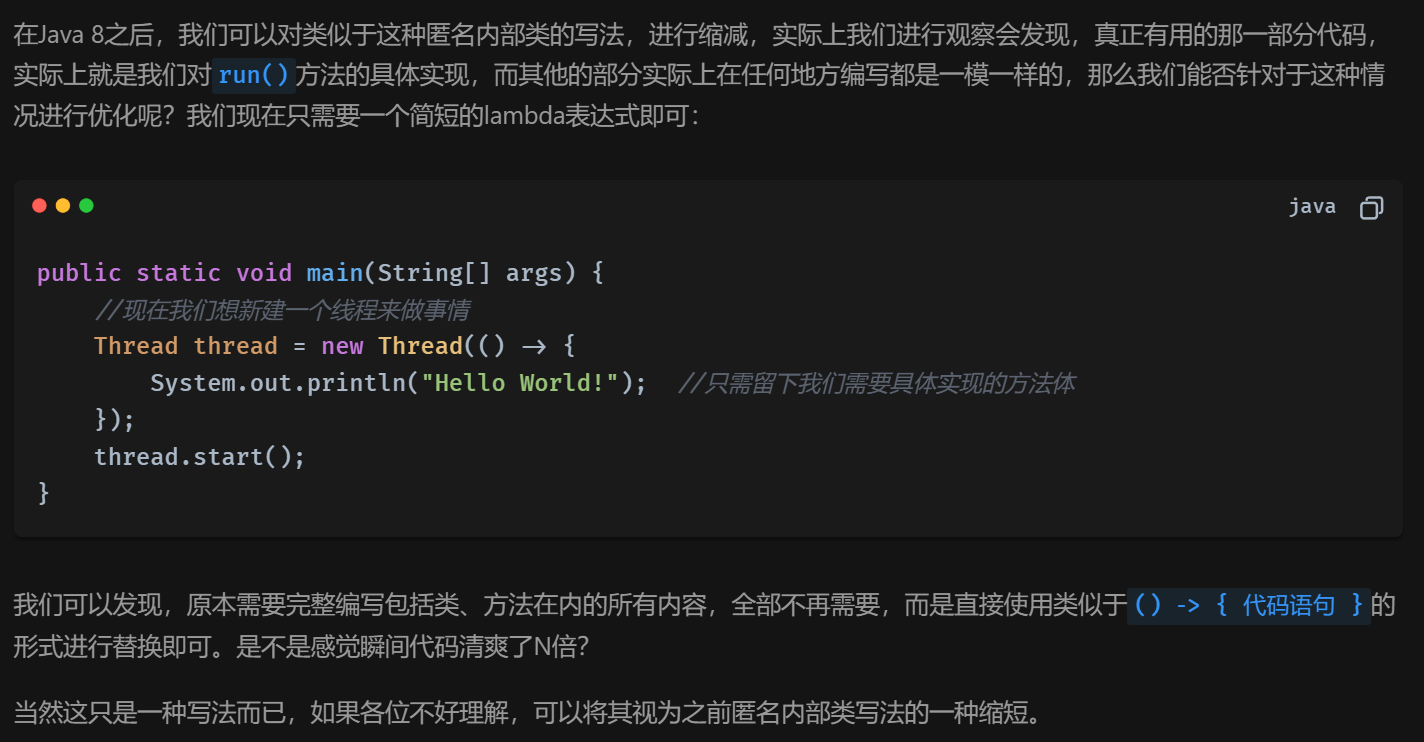 在Java 8之后，我们可以对类似于这种匿名内部类的写法，进行缩减，实际上我们进行观察会发现，真正有用的那一部分代码，
实际上就是我们对run()方法的具体实现，而其他的部分实际上在任何地方编写都是一模一样的，那么我们能否针对于这种情
况进行优化呢？我们现在只需要一个简短的lambda表达式即可：
java
public static void main(String[] args) {
    //现在我们想新建一个线程来做事情
    Thread thread = new Thread(() -> {
        System.out.println("Hello World!");  //只需留下我们需要具体实现的方法体
    });
    thread.start();
}
我们可以发现，原本需要完整编写包括类、方法在内的所有内容，全部不再需要，而是直接使用类似于() -> { 代码语句 }的
形式进行替换即可。是不是感觉瞬间代码清爽了N倍？
当然这只是一种写法而已，如果各位不好理解，可以将其视为之前匿名内部类写法的一种缩短。